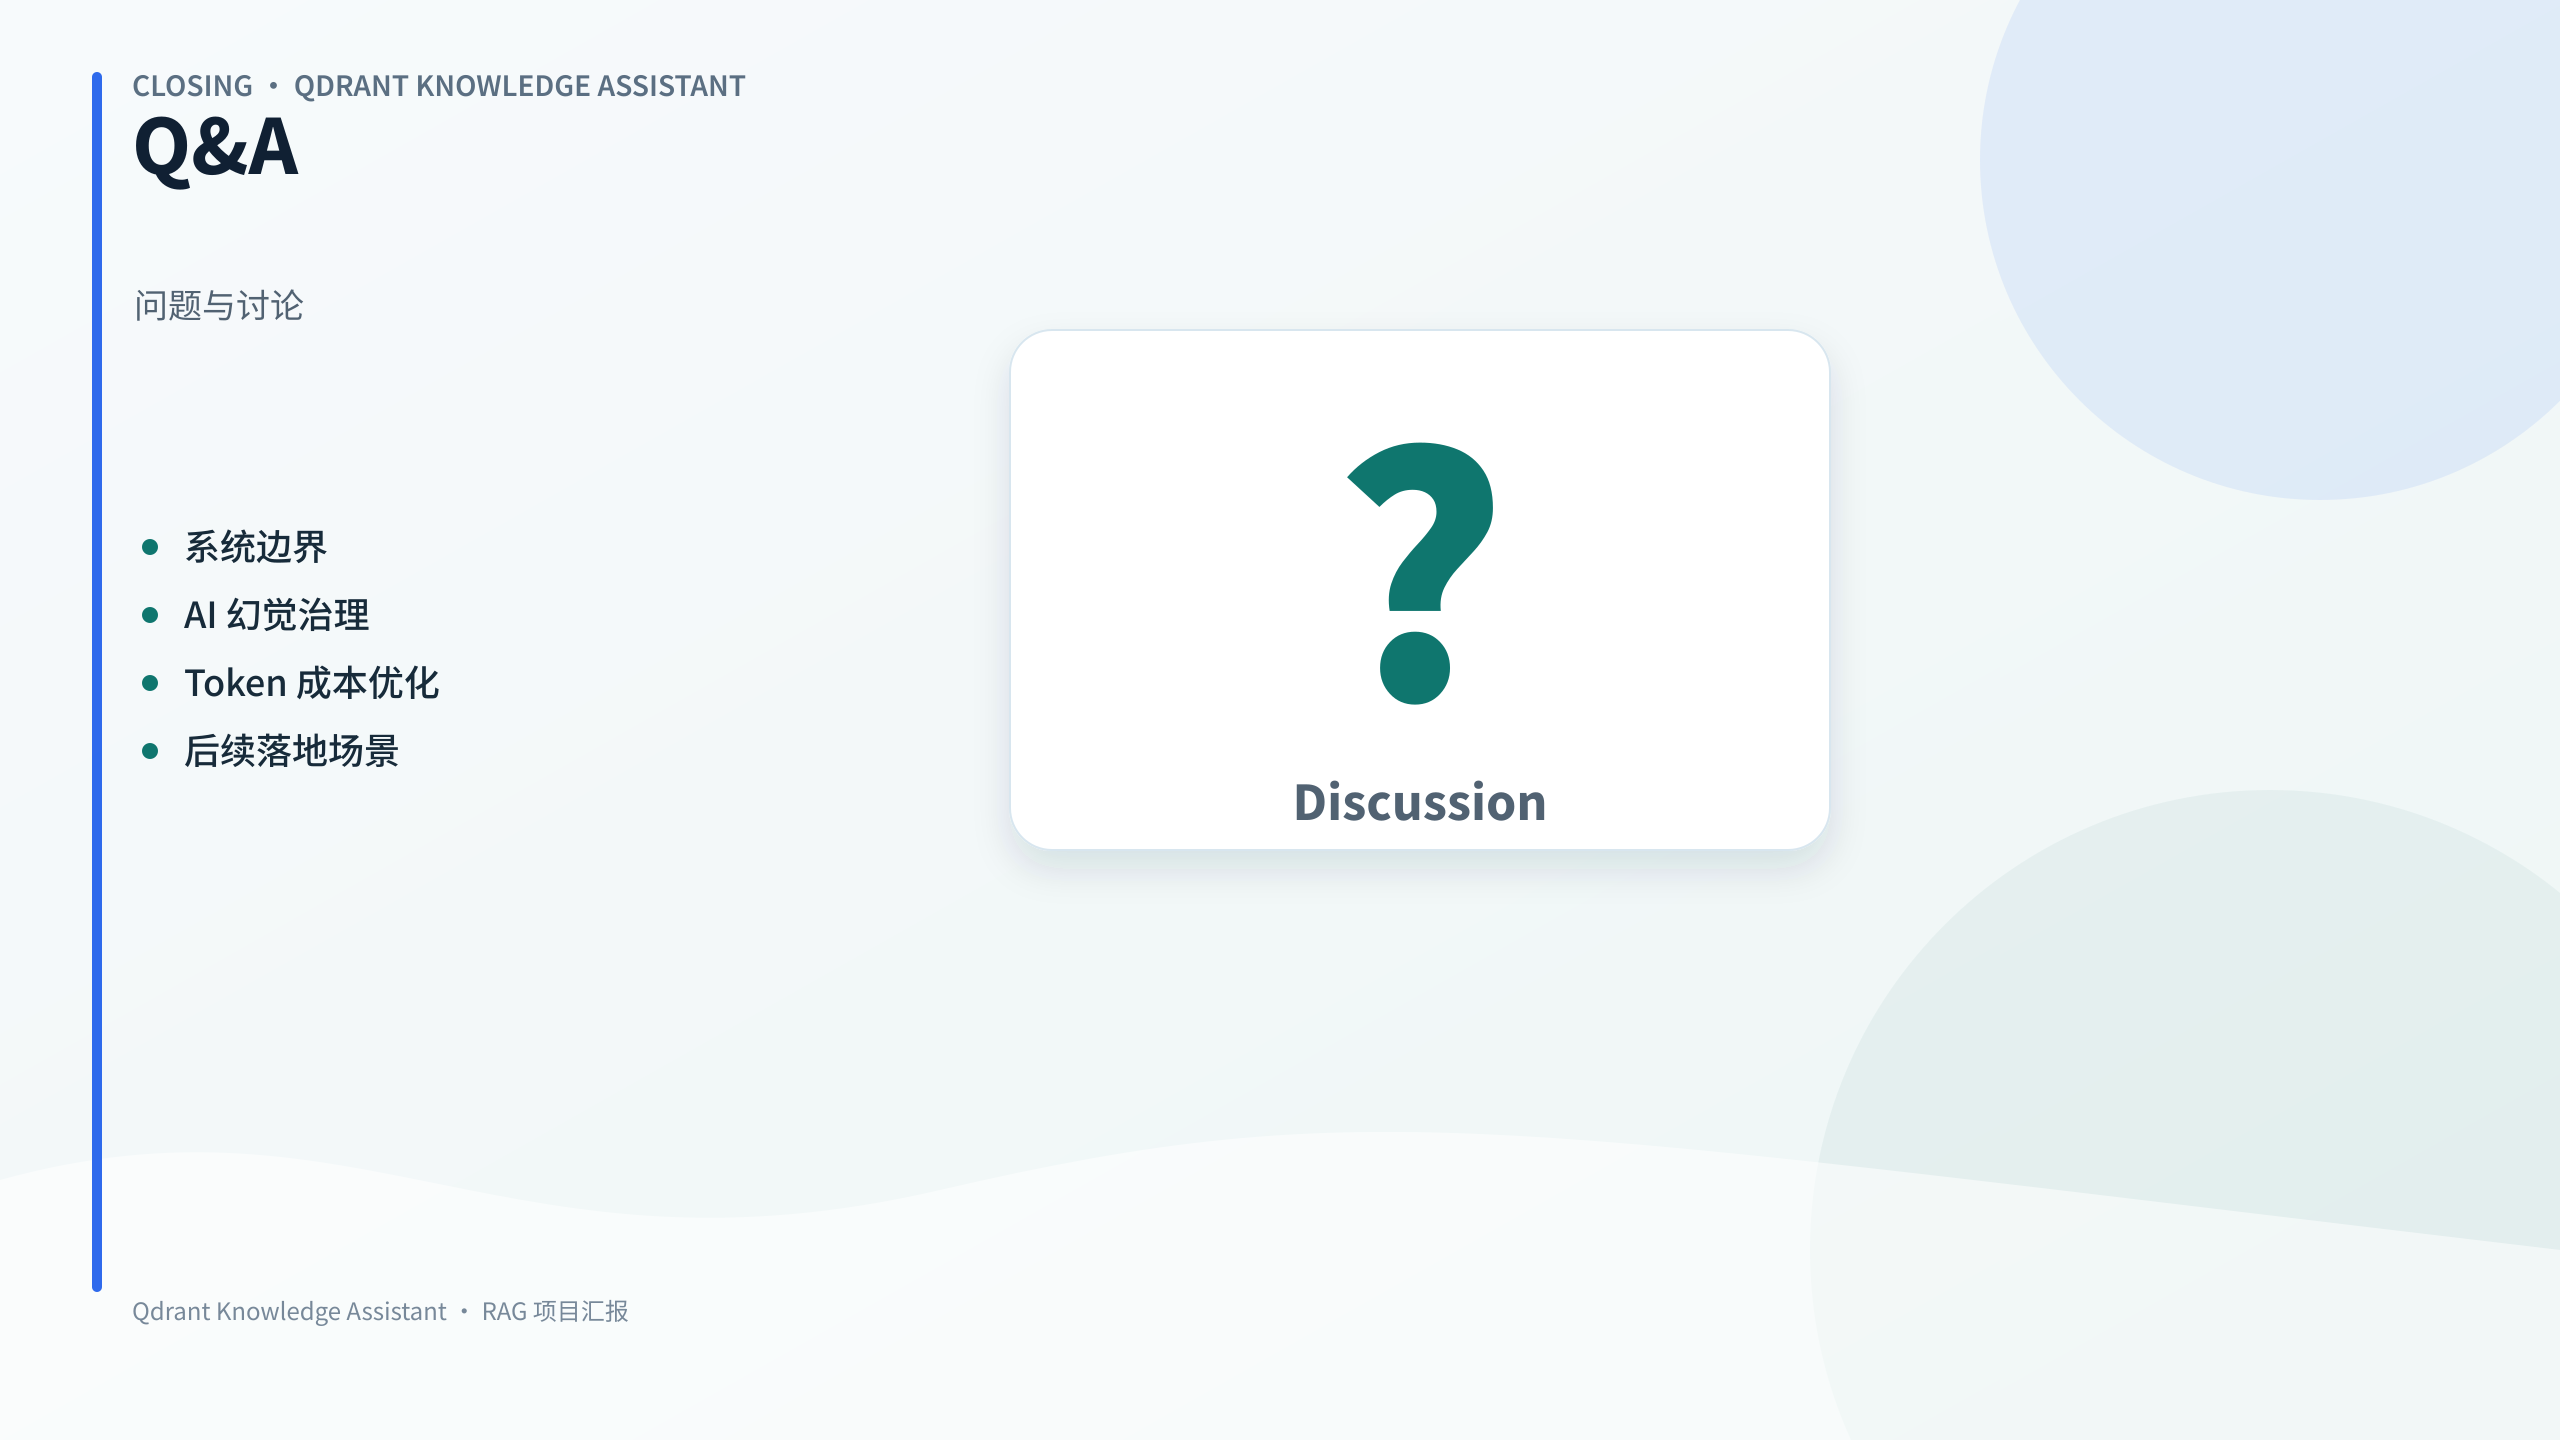 CLOSING · QDRANT KNOWLEDGE ASSISTANT
Q&A
问题与讨论
系统边界
AI 幻觉治理
Token 成本优化
后续落地场景
?
Discussion
Qdrant Knowledge Assistant · RAG 项目汇报